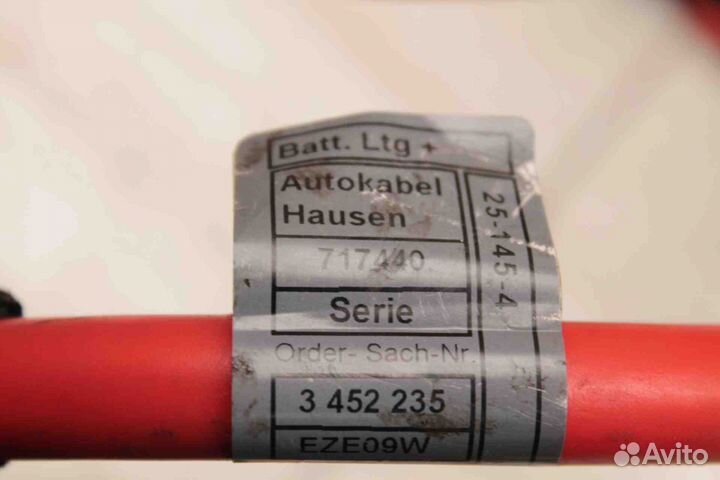 Batt. Ltg +
Autokabel
Hausen
717440
Serie
Order- Sach-Nr.
3 452 235
EZE09W
25-145-4
Avito